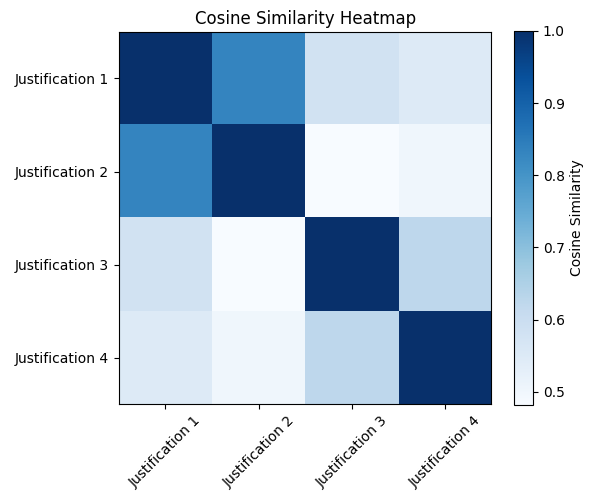 Cosine Similarity Heatmap
Justification 1
Justification 2
Justification 3
Justification 4
Justification 1
Justification 2
Justification 3
Justification 4
1.0
0.9
0.8
0.7
0.6
0.5
Cosine Similarity